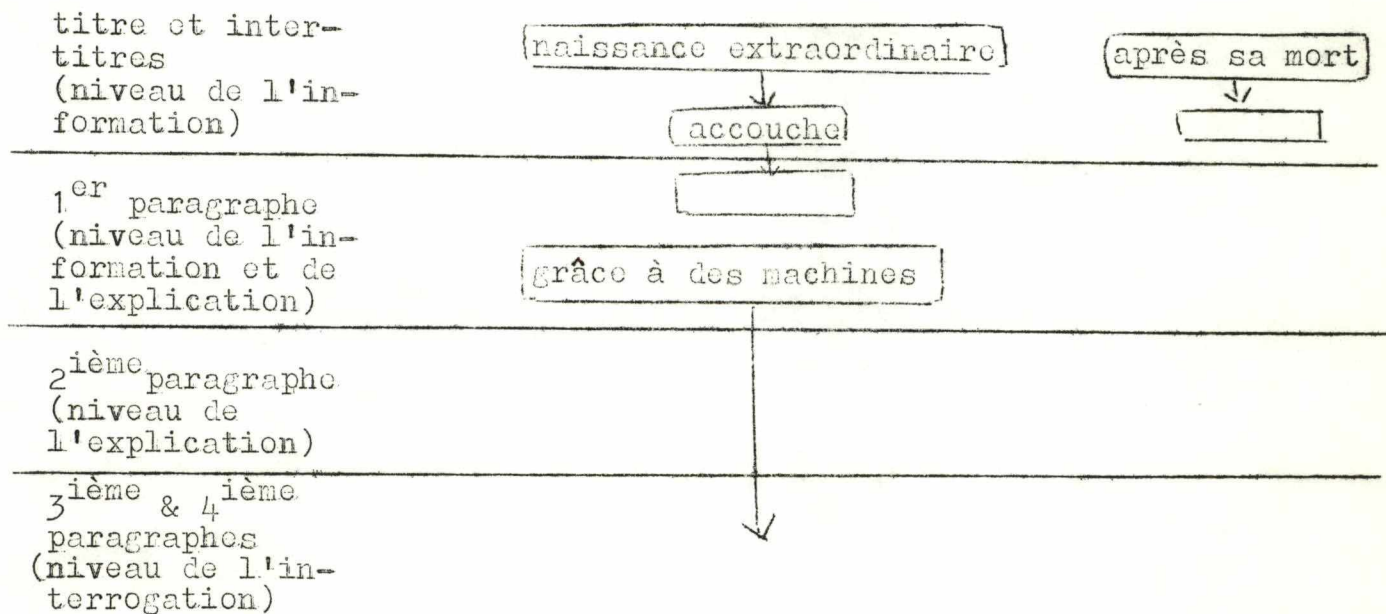 titre et inter-
titres
(niveau de l'in-
formation)
naissance extraordinaire
après sa mort
accouche
1er paragraphe
(niveau de l'in-
formation et de
l'explication)
grâce à des machines
2ième paragraphe
(niveau de
l'explication)
3ième & 4ième
paragraphes
(niveau de l'in-
terrogation)